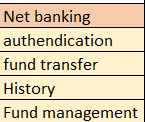 Net banking
authendication
fund transfer
History
Fund management